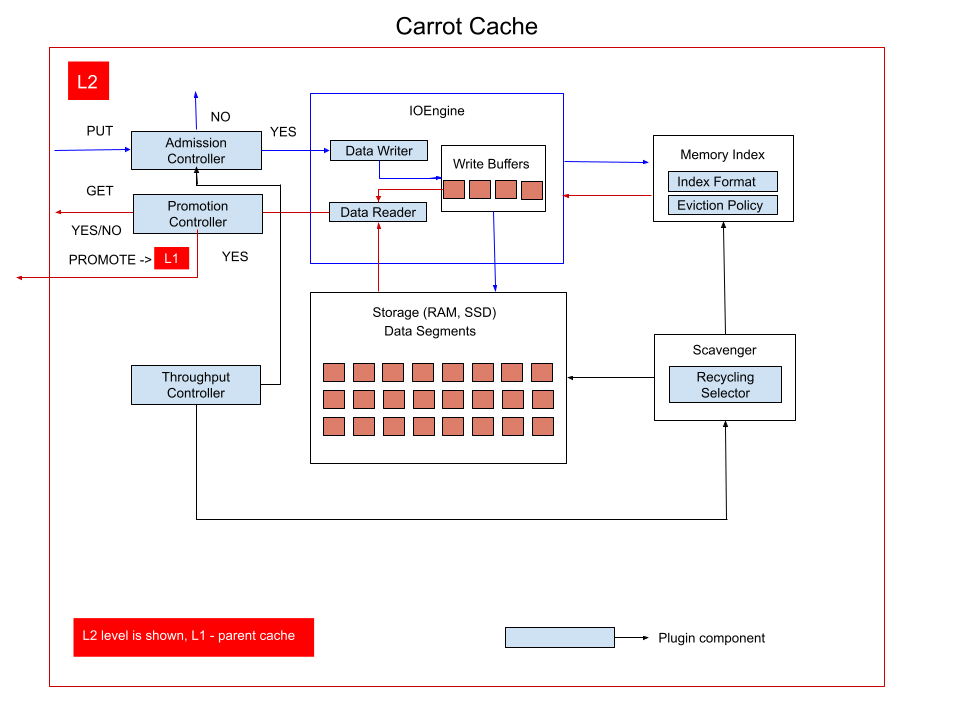 Carrot Cache
L2
PUT
NO
YES
Admission
Controller
IOEngine
Data Writer
Write Buffers
Memory Index
Index Format
Eviction Policy
GET
Promotion
Controller
Data Reader
YES/NO
PROMOTE ->
L1
YES
Storage (RAM, SSD)
Data Segments
Scavenger
Recycling
Selector
Throughput
Controller
L2 level is shown, L1 - parent cache
Plugin component